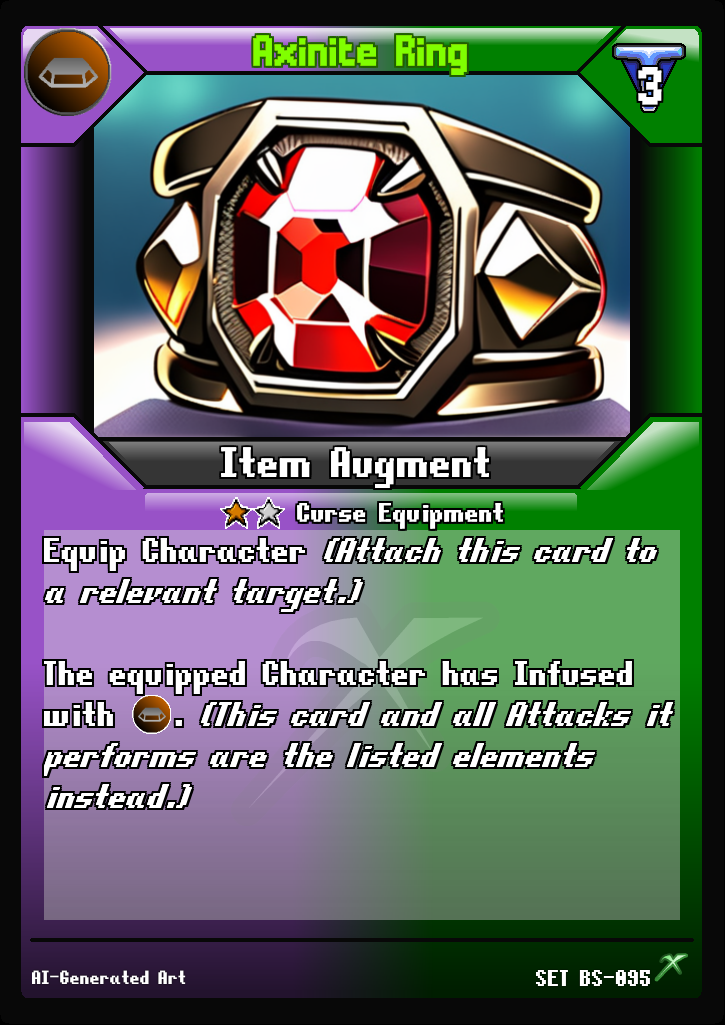 Axinite Ring
3
Item Augment
Curse Equipment
Equip Character (Attach this card to
a relevant target.)
The equipped Character has Infused
with . (This card and all Attacks it
performs are the listed elements
instead.)
AI-Generated Art
SET BS-095